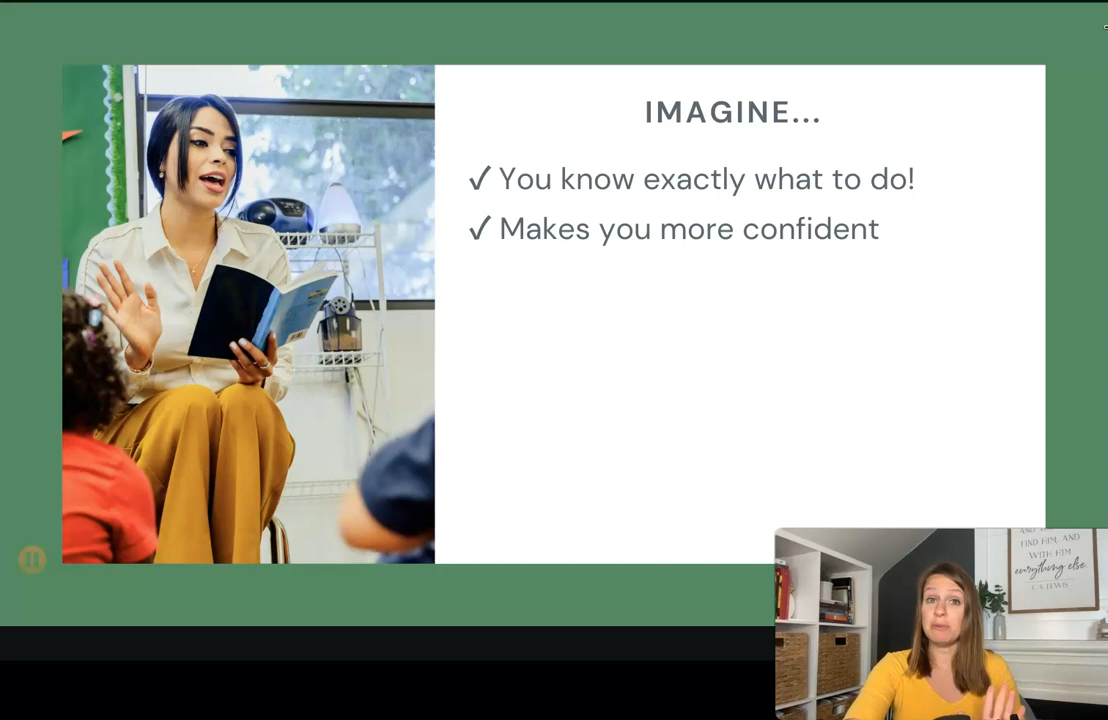 IMAGINE...
✓ You know exactly what to do!
✓ Makes you more confident
FIND HIM, AND
WITH HIM
everything else.
C.S. LEWIS